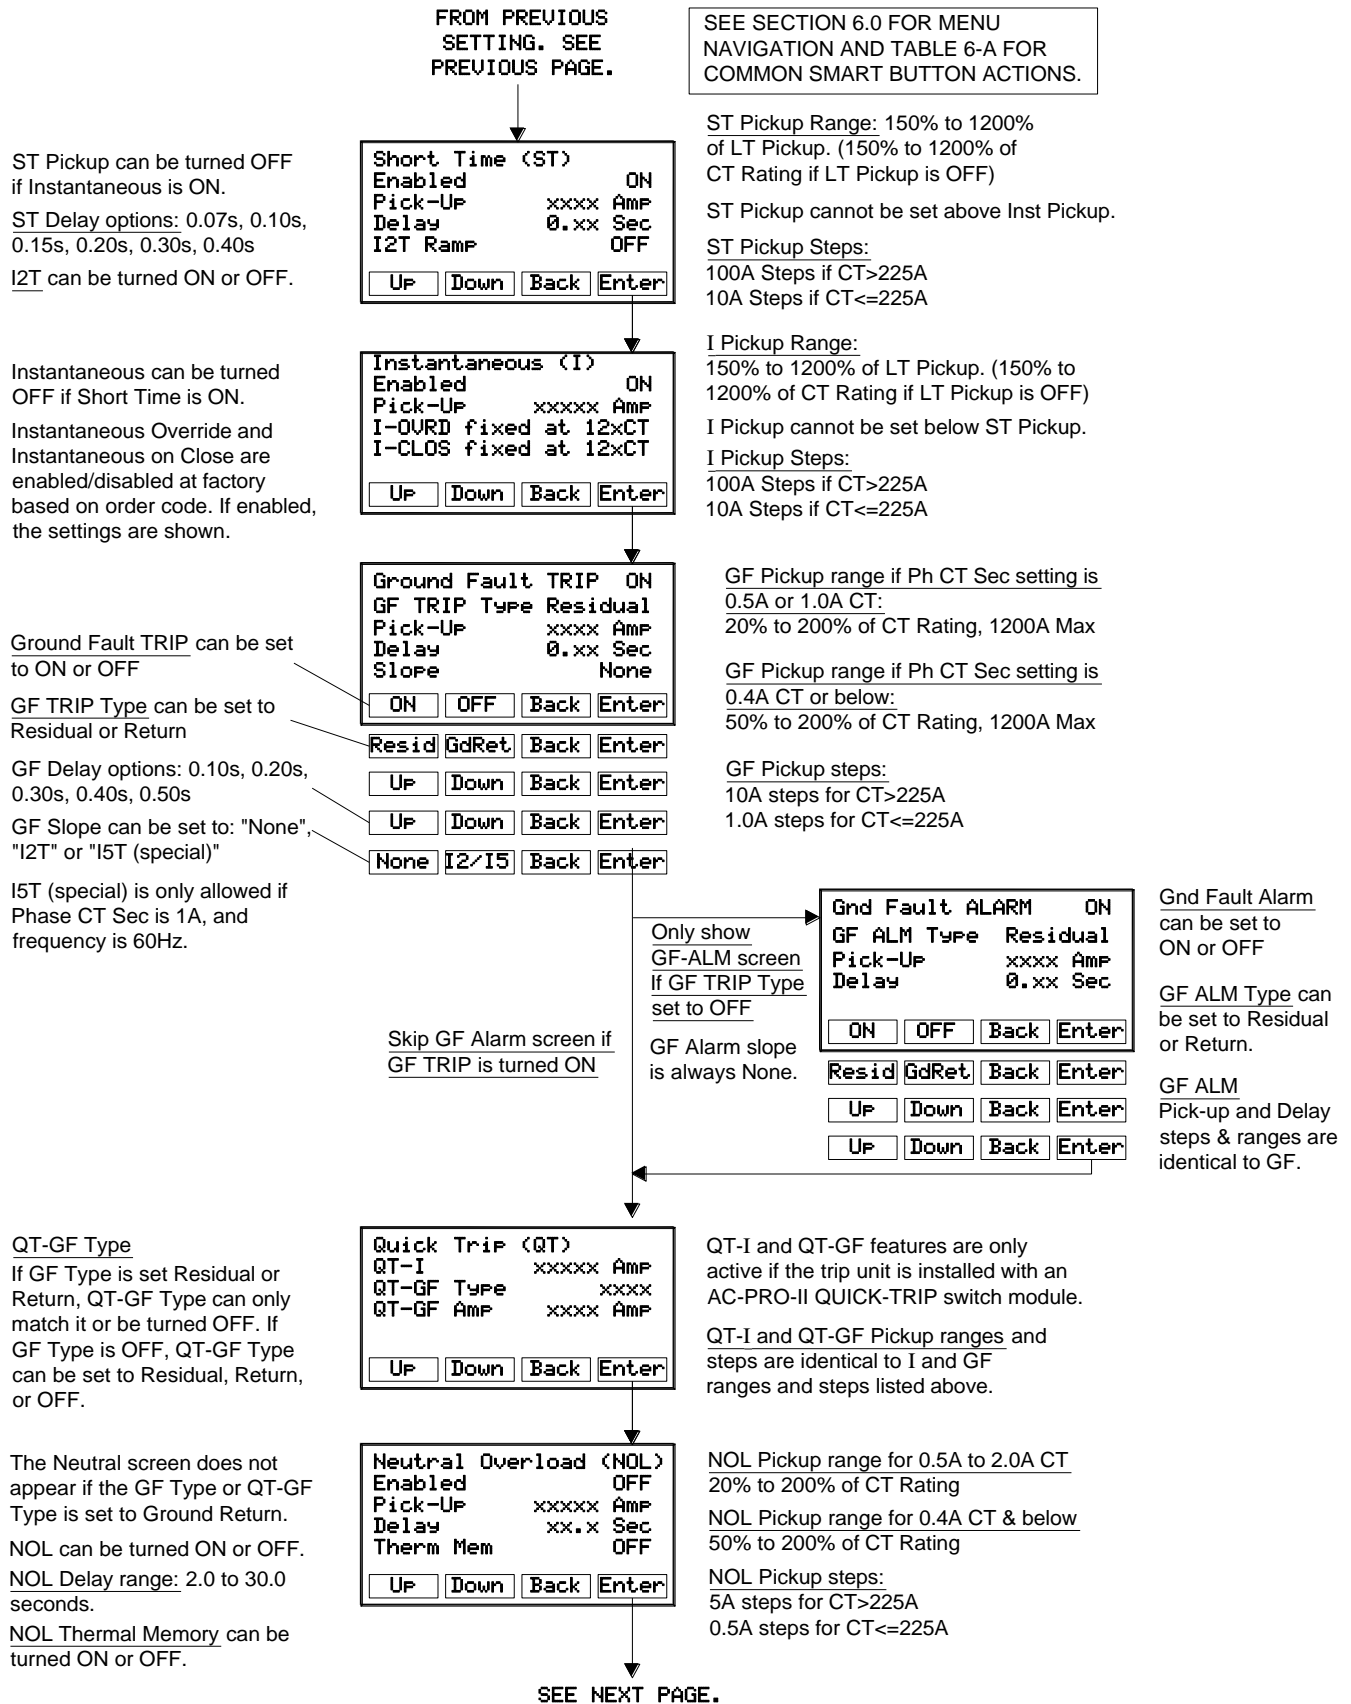 FROM PREVIOUS
SETTING. SEE
PREVIOUS PAGE.
SEE SECTION 6.0 FOR MENU
NAVIGATION AND TABLE 6-A FOR
COMMON SMART BUTTON ACTIONS.
ST Pickup can be turned OFF
if Instantaneous is ON.
ST Delay options: 0.07s, 0.10s,
0.15s, 0.20s, 0.30s, 0.40s
I2T can be turned ON or OFF.
Short Time (ST)
Enabled ON
Pick-Up xxxx Amp
Delay 0.xx Sec
I2T Ramp OFF
Up Down Back Enter
ST Pickup Range: 150% to 1200%
of LT Pickup. (150% to 1200% of
CT Rating if LT Pickup is OFF)
ST Pickup cannot be set above Inst Pickup.
ST Pickup Steps:
100A Steps if CT>225A
10A Steps if CT<=225A
Instantaneous can be turned
OFF if Short Time is ON.
Instantaneous Override and
Instantaneous on Close are
enabled/disabled at factory
based on order code. If enabled,
the settings are shown.
Instantaneous (I)
Enabled ON
Pick-Up xxxxx Amp
I-OVRD fixed at 12xCT
I-CLOS fixed at 12xCT
Up Down Back Enter
I Pickup Range:
150% to 1200% of LT Pickup. (150% to
1200% of CT Rating if LT Pickup is OFF)
I Pickup cannot be set below ST Pickup.
I Pickup Steps:
100A Steps if CT>225A
10A Steps if CT<=225A
Ground Fault TRIP can be set
to ON or OFF
GF TRIP Type can be set to
Residual or Return
GF Delay options: 0.10s, 0.20s,
0.30s, 0.40s, 0.50s
GF Slope can be set to: "None",
"I2T" or "I5T (special)"
I5T (special) is only allowed if
Phase CT Sec is 1A, and
frequency is 60Hz.
Ground Fault TRIP ON
GF TRIP Type Residual
Pick-Up xxxx Amp
Delay 0.xx Sec
Slope None
ON OFF Back Enter
Resid GdRet Back Enter
Up Down Back Enter
Up Down Back Enter
None I2/I5 Back Enter
GF Pickup range if Ph CT Sec setting is
0.5A or 1.0A CT:
20% to 200% of CT Rating, 1200A Max
GF Pickup range if Ph CT Sec setting is
0.4A CT or below:
50% to 200% of CT Rating, 1200A Max
GF Pickup steps:
10A steps for CT>225A
1.0A steps for CT<=225A
Skip GF Alarm screen if
GF TRIP is turned ON
Only show
GF-ALM screen
If GF TRIP Type
set to OFF
GF Alarm slope
is always None.
Gnd Fault ALARM ON
GF ALM Type Residual
Pick-Up xxxx Amp
Delay 0.xx Sec
ON OFF Back Enter
Resid GdRet Back Enter
Up Down Back Enter
Up Down Back Enter
Gnd Fault Alarm
can be set to
ON or OFF
GF ALM Type can
be set to Residual
or Return.
GF ALM
Pick-up and Delay
steps & ranges are
identical to GF.
QT-GF Type
If GF Type is set Residual or
Return, QT-GF Type can only
match it or be turned OFF. If
GF Type is OFF, QT-GF Type
can be set to Residual, Return,
or OFF.
Quick Trip (QT)
QT-I xxxxx Amp
QT-GF Type xxxx
QT-GF Amp xxxx Amp
Up Down Back Enter
QT-I and QT-GF features are only
active if the trip unit is installed with an
AC-PRO-II QUICK-TRIP switch module.
QT-I and QT-GF Pickup ranges and
steps are identical to I and GF
ranges and steps listed above.
The Neutral screen does not
appear if the GF Type or QT-GF
Type is set to Ground Return.
NOL can be turned ON or OFF.
NOL Delay range: 2.0 to 30.0
seconds.
NOL Thermal Memory can be
turned ON or OFF.
Neutral Overload (NOL)
Enabled OFF
Pick-Up xxxxx Amp
Delay xx.x Sec
Therm Mem OFF
Up Down Back Enter
NOL Pickup range for 0.5A to 2.0A CT
20% to 200% of CT Rating
NOL Pickup range for 0.4A CT & below
50% to 200% of CT Rating
NOL Pickup steps:
5A steps for CT>225A
0.5A steps for CT<=225A
SEE NEXT PAGE.